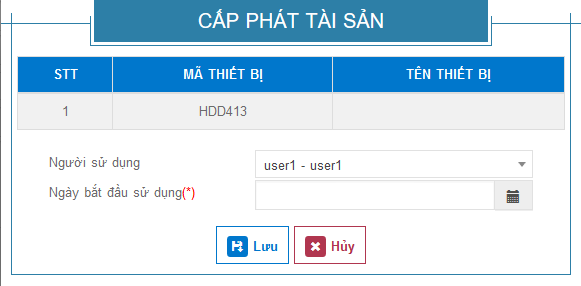 CẤP PHÁT TÀI SẢN
STT MÃ THIẾT BỊ TÊN THIẾT BỊ
1 HDD413
Người sử dụng user1 - user1
Ngày bắt đầu sử dụng(*)
Lưu Hủy